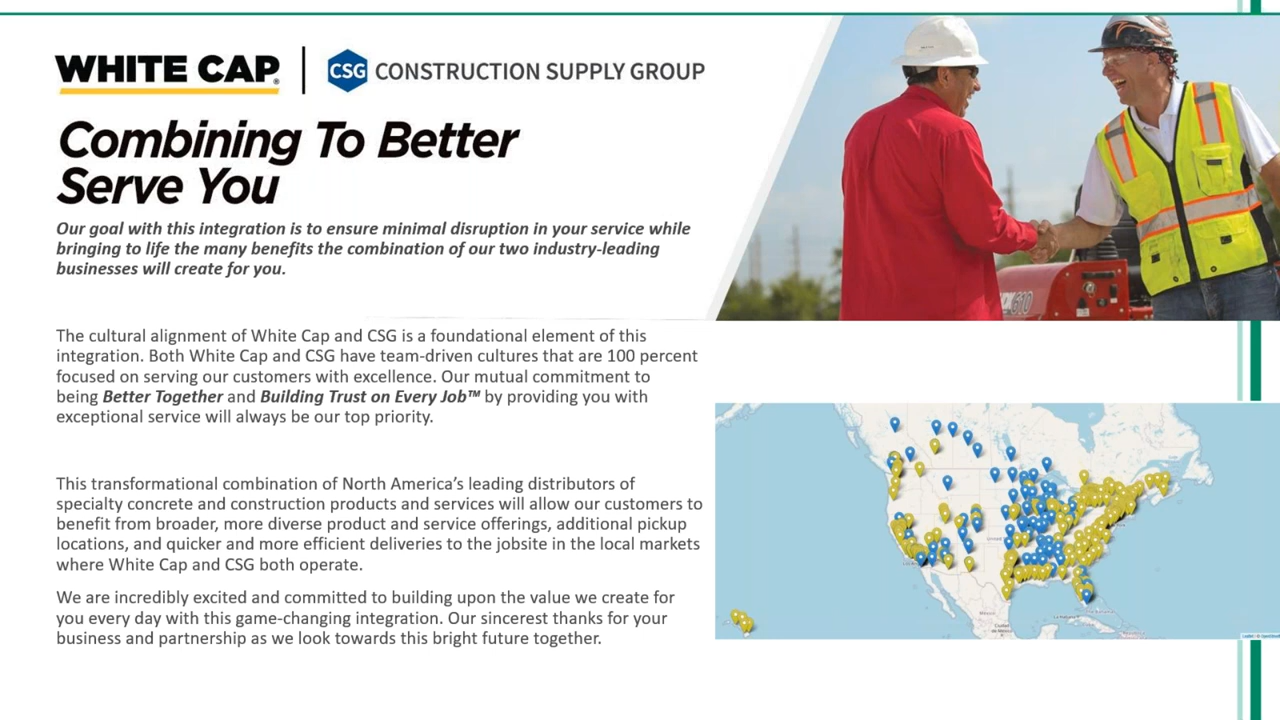 WHITE CAP®
CSG CONSTRUCTION SUPPLY GROUP
Combining To Better
Serve You
Our goal with this integration is to ensure minimal disruption in your service while
bringing to life the many benefits the combination of our two industry-leading
businesses will create for you.
The cultural alignment of White Cap and CSG is a foundational element of this
integration. Both White Cap and CSG have team-driven cultures that are 100 percent
focused on serving our customers with excellence. Our mutual commitment to
being Better Together and Building Trust on Every Job™ by providing you with
exceptional service will always be our top priority.
This transformational combination of North America’s leading distributors of
specialty concrete and construction products and services will allow our customers to
benefit from broader, more diverse product and service offerings, additional pickup
locations, and quicker and more efficient deliveries to the jobsite in the local markets
where White Cap and CSG both operate.
We are incredibly excited and committed to building upon the value we create for
you every day with this game-changing integration. Our sincerest thanks for your
business and partnership as we look towards this bright future together.
610
United
México
Ciudad
de México